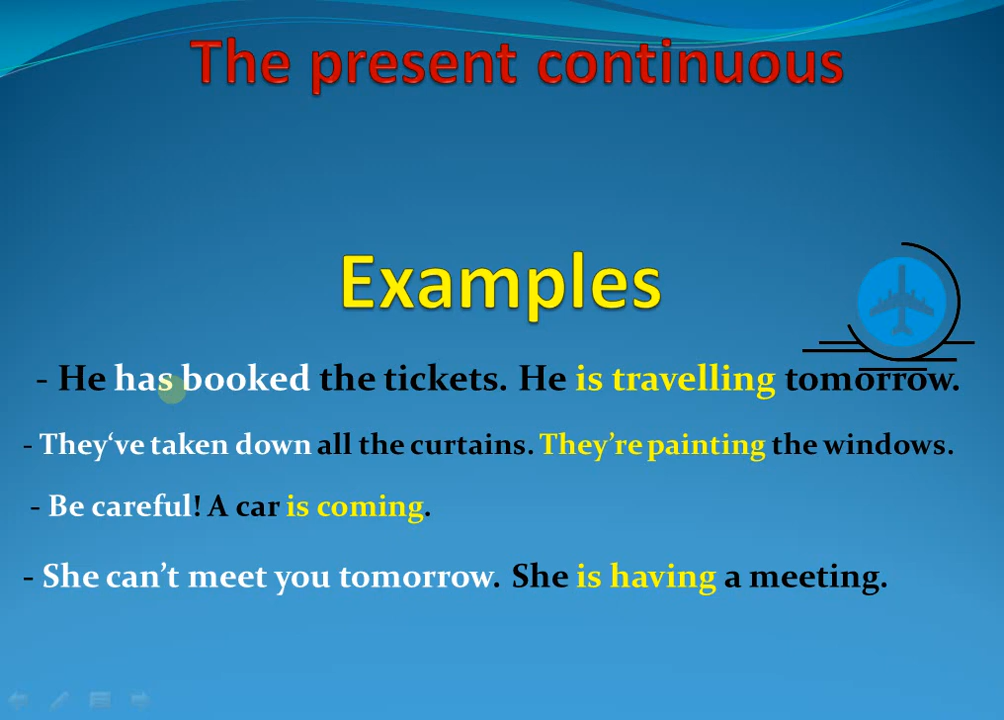 The present continuous
Examples
- He has booked the tickets. He is travelling tomorrow.
- They‘ve taken down all the curtains. They’re painting the windows.
- Be careful! A car is coming.
- She can’t meet you tomorrow. She is having a meeting.